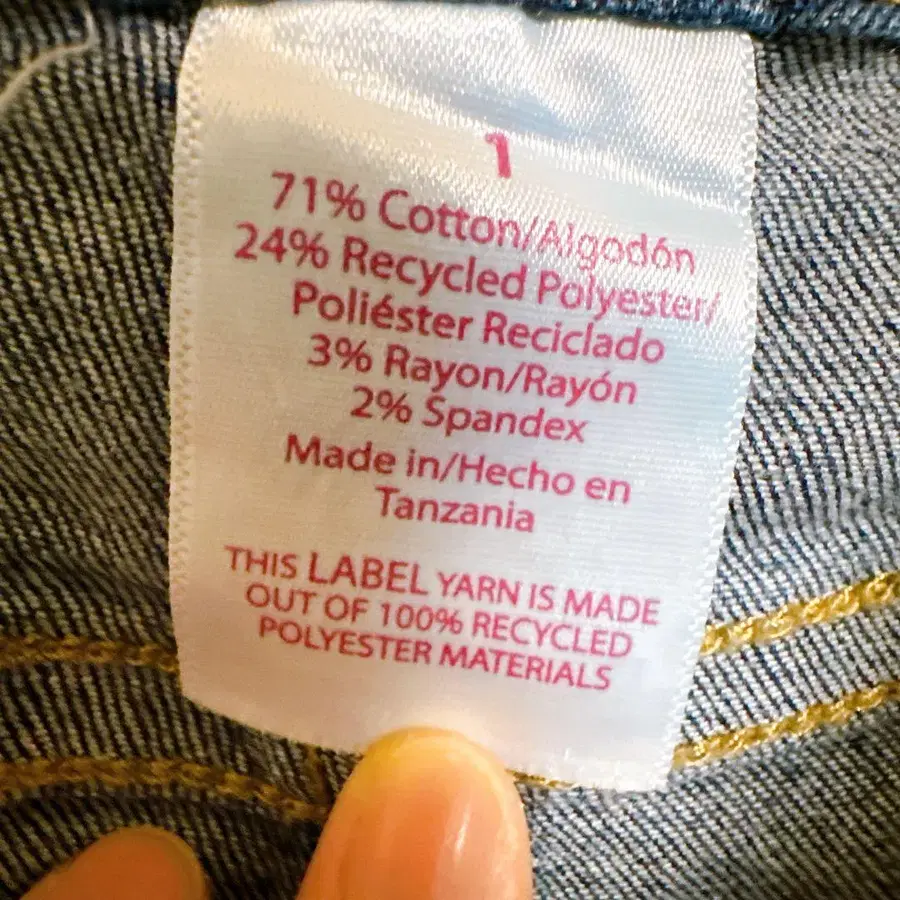 1
71% Cotton/Algodón
24% Recycled Polyester/
Poliéster Reciclado
3% Rayon/Rayón
2% Spandex
Made in/Hecho en
Tanzania
THIS LABEL YARN IS MADE
OUT OF 100% RECYCLED
POLYESTER MATERIALS